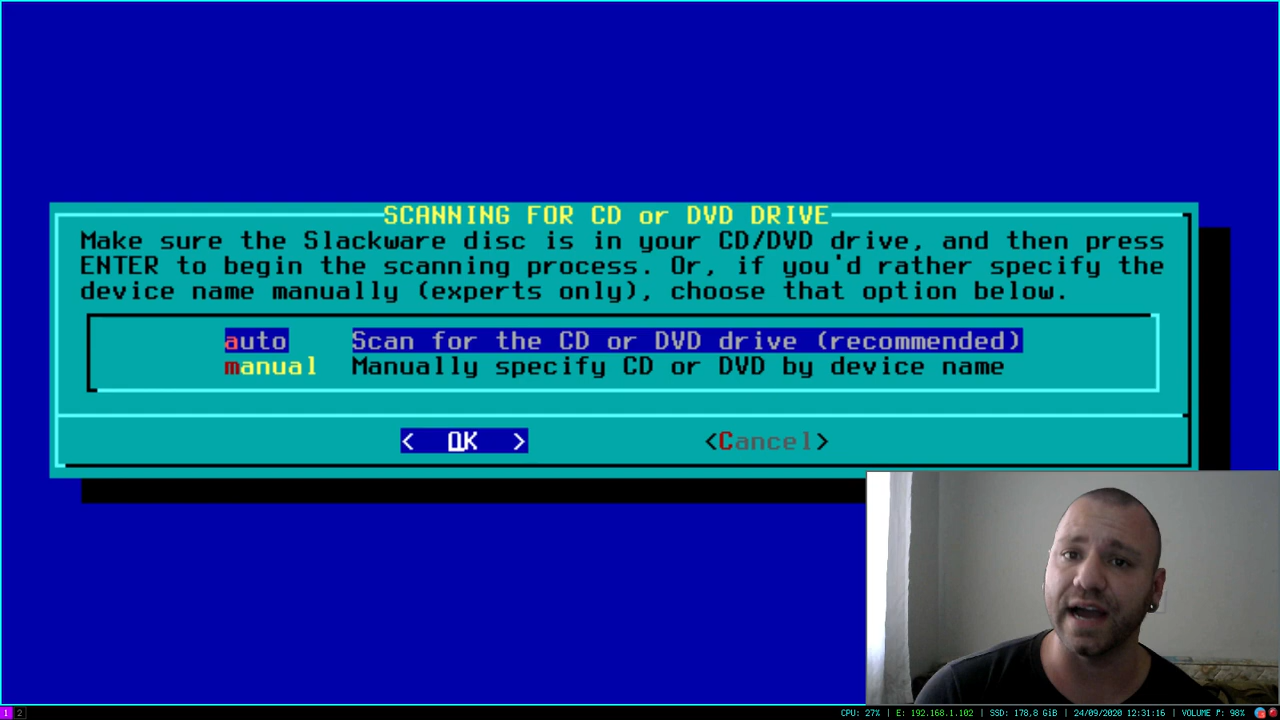 SCANNING FOR CD or DVD DRIVE
Make sure the Slackware disc is in your CD/DVD drive, and then press
ENTER to begin the scanning process. Or, if you'd rather specify the
device name manually (experts only), choose that option below.
auto Scan for the CD or DVD drive (recommended)
manual Manually specify CD or DVD by device name
< OK > <Cancel>
1 2 CPU: 27% | E: 192.168.1.102 | SSD: 178,8 GiB | 24/09/2020 12:31:16 | VOLUME P: 98%